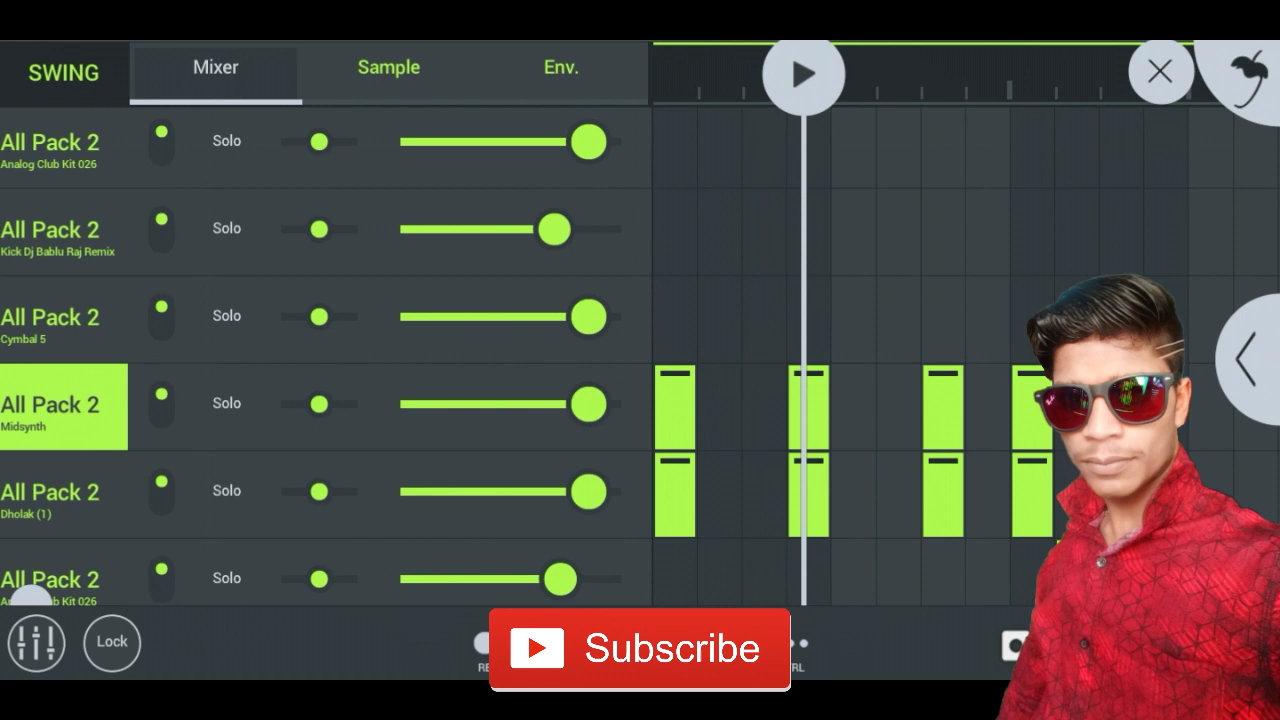 SWING
Mixer
Sample
Env.
All Pack 2
Analog Club Kit 026
Solo
All Pack 2
Kick Dj Bablu Raj Remix
Solo
All Pack 2
Cymbal 5
Solo
All Pack 2
Midsynth
Solo
All Pack 2
Dholak (1)
Solo
All Pack 2
Kit 026
Solo
Lock
Subscribe